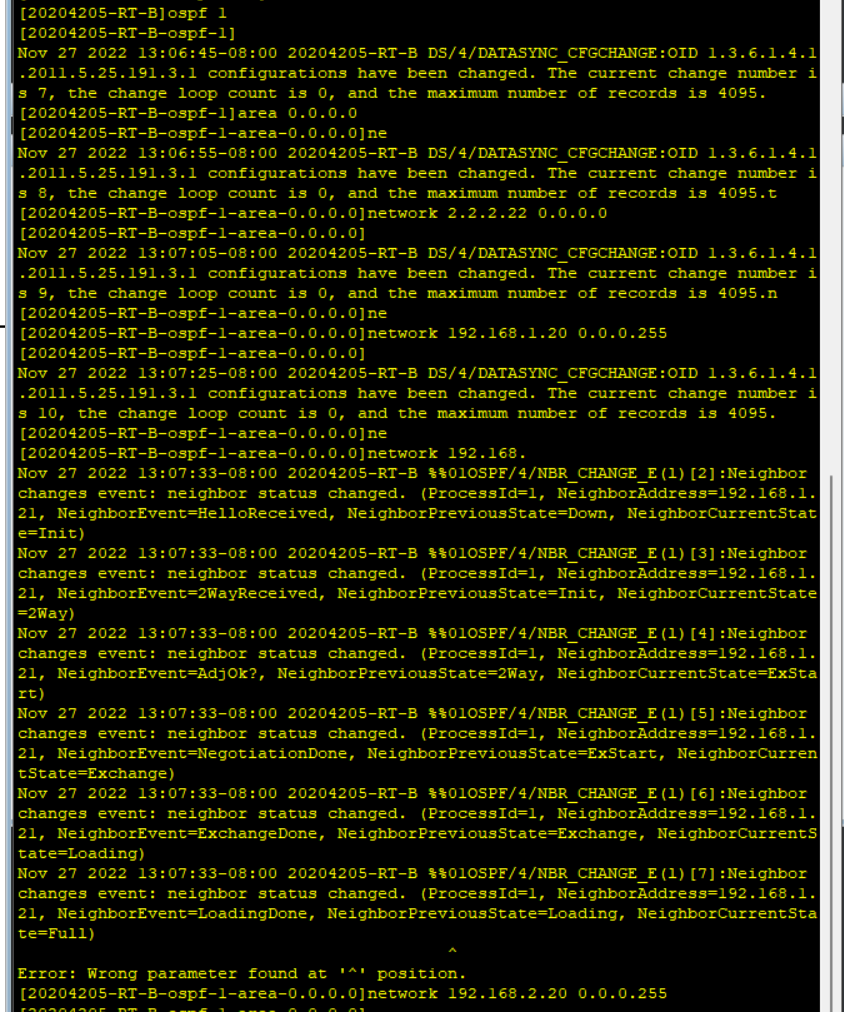 [20204205-RT-B]ospf 1
[20204205-RT-B-ospf-1]
Nov 27 2022 13:06:45-08:00 20204205-RT-B DS/4/DATASYNC_CFGCHANGE:OID 1.3.6.1.4.1
.2011.5.25.191.3.1 configurations have been changed. The current change number i
s 7, the change loop count is 0, and the maximum number of records is 4095.
[20204205-RT-B-ospf-1]area 0.0.0.0
[20204205-RT-B-ospf-1-area-0.0.0.0]ne
Nov 27 2022 13:06:55-08:00 20204205-RT-B DS/4/DATASYNC_CFGCHANGE:OID 1.3.6.1.4.1
.2011.5.25.191.3.1 configurations have been changed. The current change number i
s 8, the change loop count is 0, and the maximum number of records is 4095.t
[20204205-RT-B-ospf-1-area-0.0.0.0]network 2.2.2.22 0.0.0.0
[20204205-RT-B-ospf-1-area-0.0.0.0]
Nov 27 2022 13:07:05-08:00 20204205-RT-B DS/4/DATASYNC_CFGCHANGE:OID 1.3.6.1.4.1
.2011.5.25.191.3.1 configurations have been changed. The current change number i
s 9, the change loop count is 0, and the maximum number of records is 4095.n
[20204205-RT-B-ospf-1-area-0.0.0.0]ne
[20204205-RT-B-ospf-1-area-0.0.0.0]network 192.168.1.20 0.0.0.255
[20204205-RT-B-ospf-1-area-0.0.0.0]
Nov 27 2022 13:07:25-08:00 20204205-RT-B DS/4/DATASYNC_CFGCHANGE:OID 1.3.6.1.4.1
.2011.5.25.191.3.1 configurations have been changed. The current change number i
s 10, the change loop count is 0, and the maximum number of records is 4095.
[20204205-RT-B-ospf-1-area-0.0.0.0]ne
[20204205-RT-B-ospf-1-area-0.0.0.0]network 192.168.
Nov 27 2022 13:07:33-08:00 20204205-RT-B %%01OSPF/4/NBR_CHANGE_E(l)[2]:Neighbor
changes event: neighbor status changed. (ProcessId=1, NeighborAddress=192.168.1.
21, NeighborEvent=HelloReceived, NeighborPreviousState=Down, NeighborCurrentStat
e=Init)
Nov 27 2022 13:07:33-08:00 20204205-RT-B %%01OSPF/4/NBR_CHANGE_E(l)[3]:Neighbor
changes event: neighbor status changed. (ProcessId=1, NeighborAddress=192.168.1.
21, NeighborEvent=2WayReceived, NeighborPreviousState=Init, NeighborCurrentState
=2Way)
Nov 27 2022 13:07:33-08:00 20204205-RT-B %%01OSPF/4/NBR_CHANGE_E(l)[4]:Neighbor
changes event: neighbor status changed. (ProcessId=1, NeighborAddress=192.168.1.
21, NeighborEvent=AdjOk?, NeighborPreviousState=2Way, NeighborCurrentState=ExSta
rt)
Nov 27 2022 13:07:33-08:00 20204205-RT-B %%01OSPF/4/NBR_CHANGE_E(l)[5]:Neighbor
changes event: neighbor status changed. (ProcessId=1, NeighborAddress=192.168.1.
21, NeighborEvent=NegotiationDone, NeighborPreviousState=ExStart, NeighborCurren
tState=Exchange)
Nov 27 2022 13:07:33-08:00 20204205-RT-B %%01OSPF/4/NBR_CHANGE_E(l)[6]:Neighbor
changes event: neighbor status changed. (ProcessId=1, NeighborAddress=192.168.1.
21, NeighborEvent=ExchangeDone, NeighborPreviousState=Exchange, NeighborCurrentS
tate=Loading)
Nov 27 2022 13:07:33-08:00 20204205-RT-B %%01OSPF/4/NBR_CHANGE_E(l)[7]:Neighbor
changes event: neighbor status changed. (ProcessId=1, NeighborAddress=192.168.1.
21, NeighborEvent=LoadingDone, NeighborPreviousState=Loading, NeighborCurrentSta
te=Full)
^
Error: Wrong parameter found at '^' position.
[20204205-RT-B-ospf-1-area-0.0.0.0]network 192.168.2.20 0.0.0.255